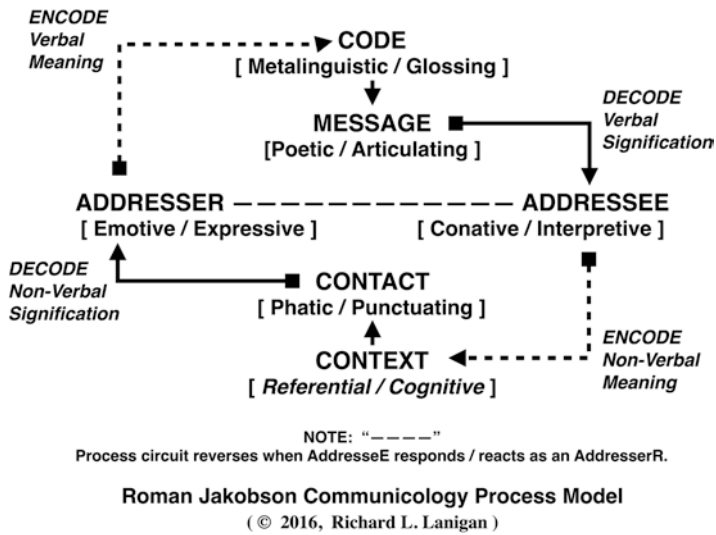 ENCODE
Verbal
Meaning
CODE
[ Metalinguistic / Glossing ]
MESSAGE
[Poetic / Articulating ]
DECODE
Verbal
Signification
ADDRESSER — — — — — — — — — — — ADDRESSEE
[ Emotive / Expressive ]
[ Conative / Interpretive ]
DECODE
Non-Verbal
Signification
CONTACT
[ Phatic / Punctuating ]
CONTEXT
[ Referential / Cognitive ]
ENCODE
Non-Verbal
Meaning
NOTE: “— — — —”
Process circuit reverses when AddresseE responds / reacts as an AddresserR.
Roman Jakobson Communicology Process Model
( © 2016, Richard L. Lanigan )